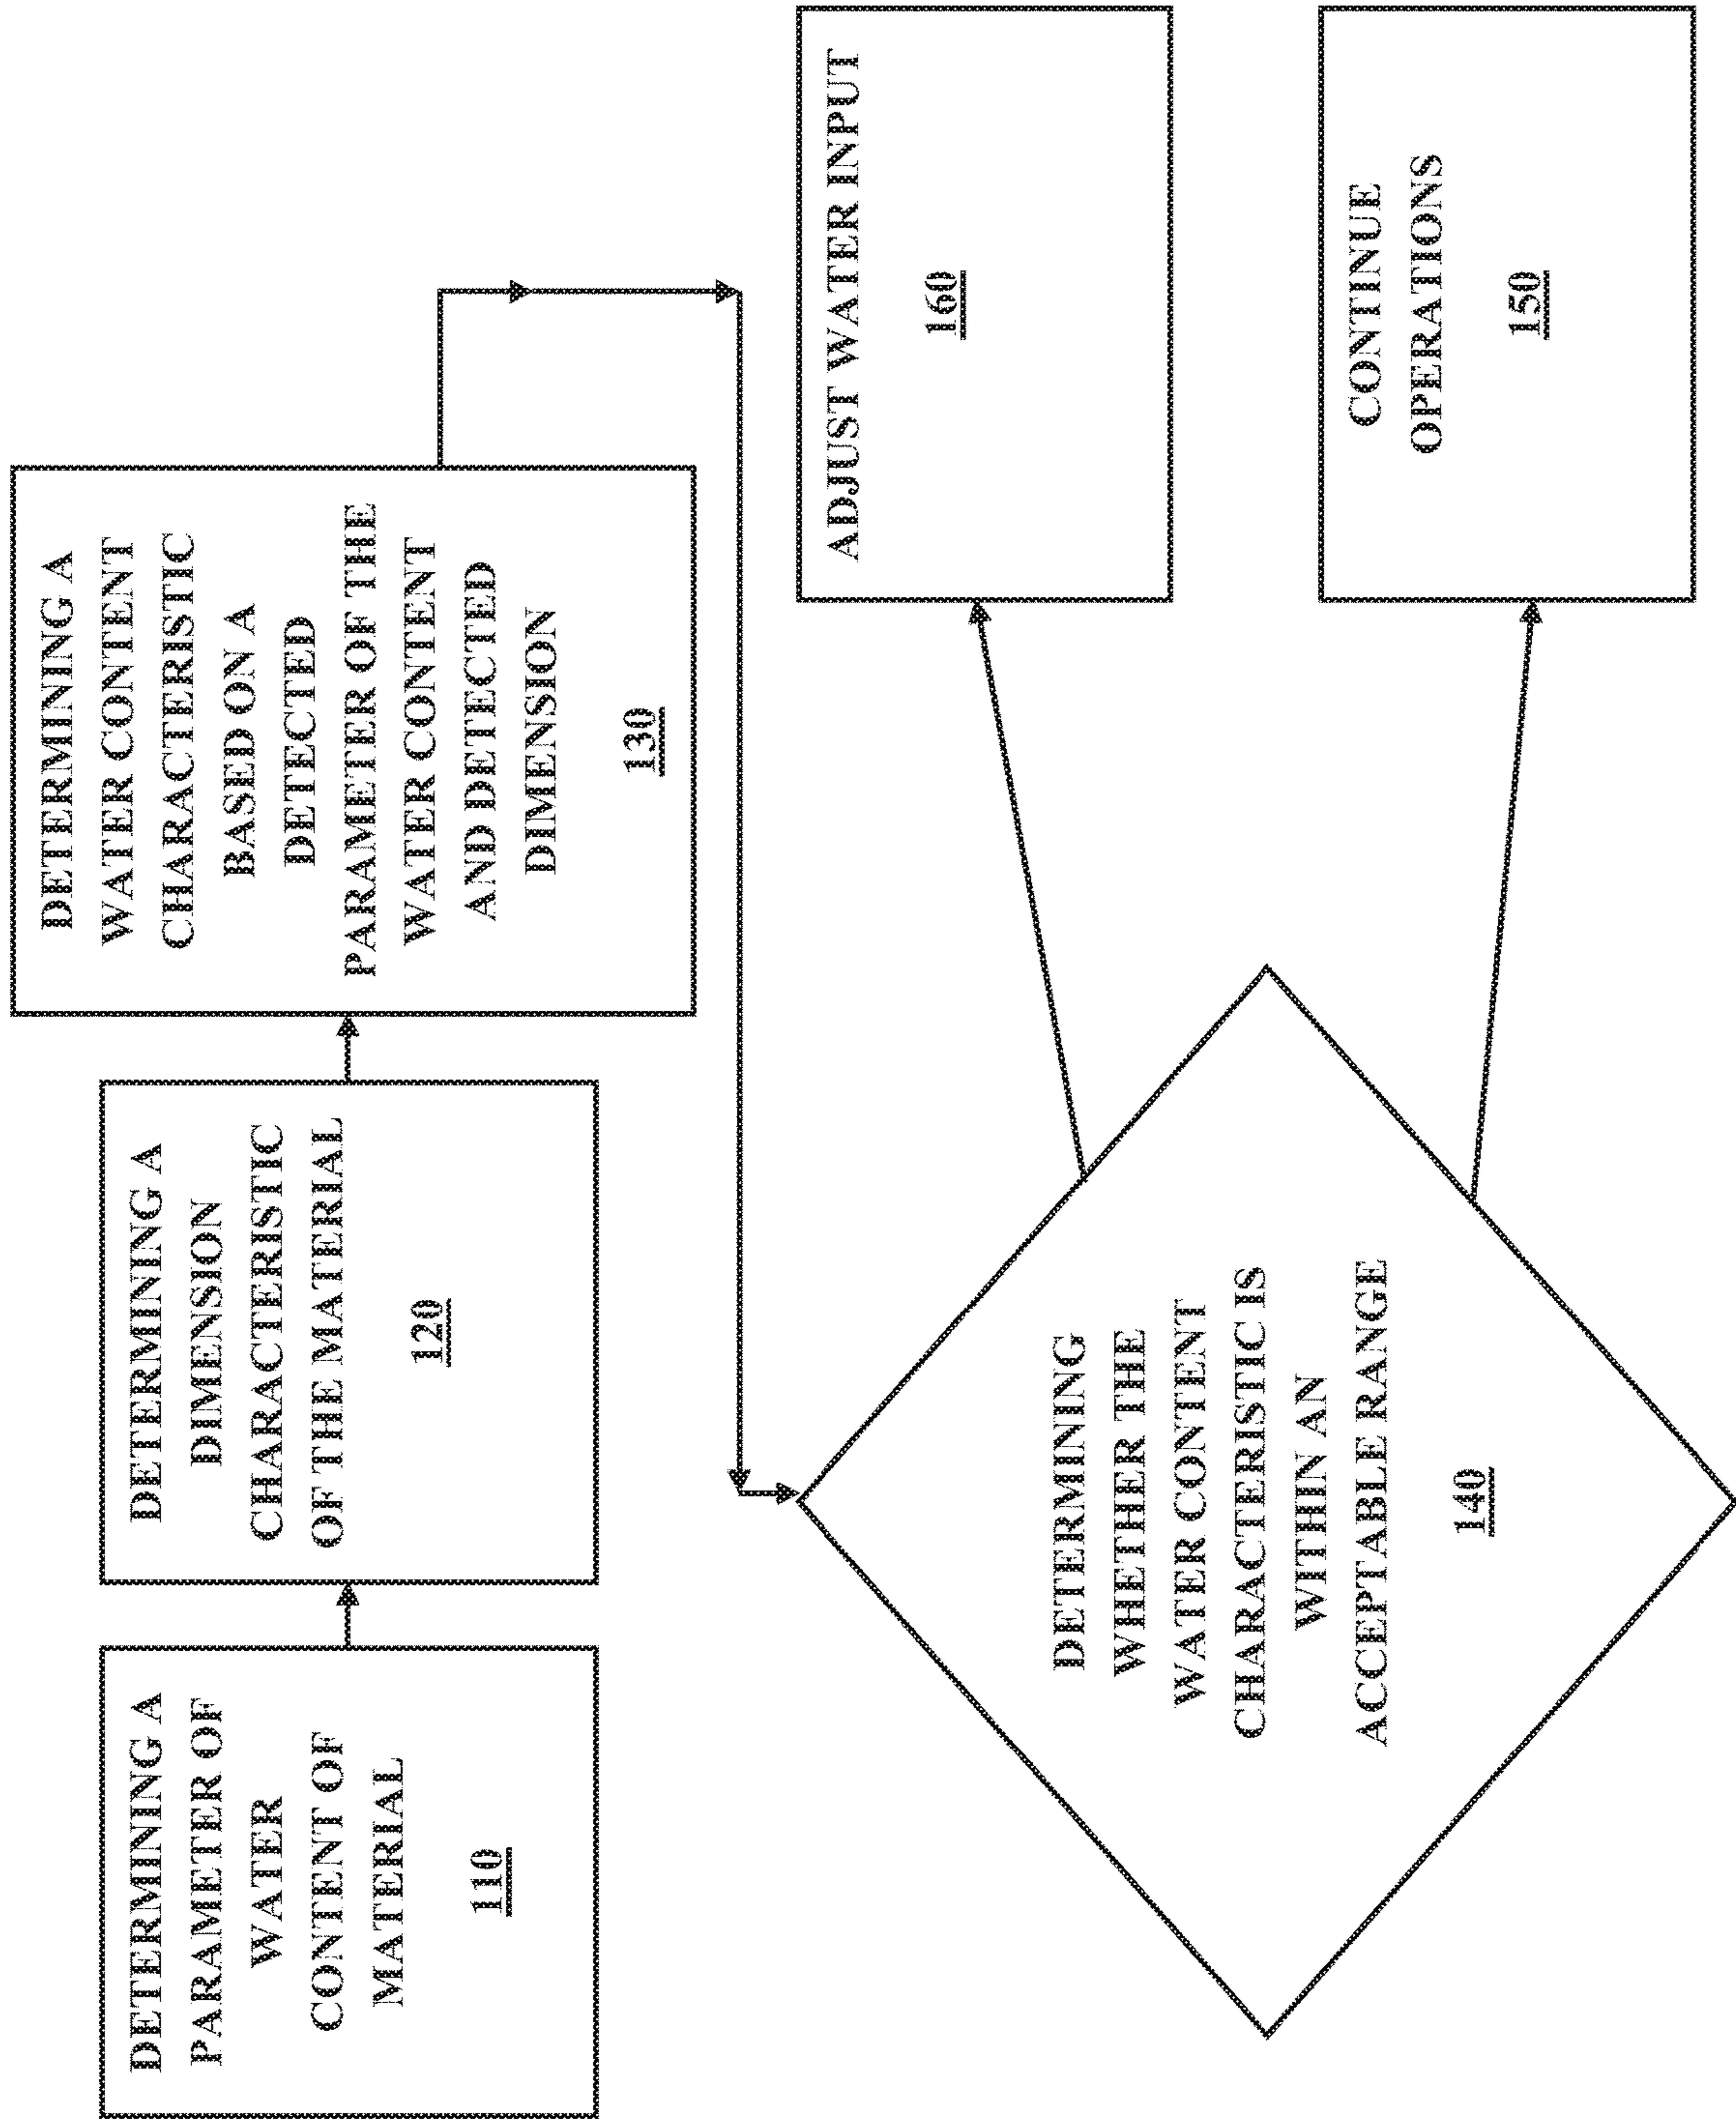 DETERMINING A
PARAMETER OF
WATER
CONTENT OF
MATERIAL
110
DETERMINING A
DIMENSION
CHARACTERISTIC
OF THE MATERIAL
120
DETERMINING A
WATER CONTENT
CHARACTERISTIC
BASED ON A
DETECTED
PARAMETER OF THE
WATER CONTENT
AND DETECTED
DIMENSION
130
DETERMINING
WHETHER THE
WATER CONTENT
CHARACTERISTIC IS
WITHIN AN
ACCEPTABLE RANGE
140
ADJUST WATER INPUT
160
CONTINUE
OPERATIONS
150